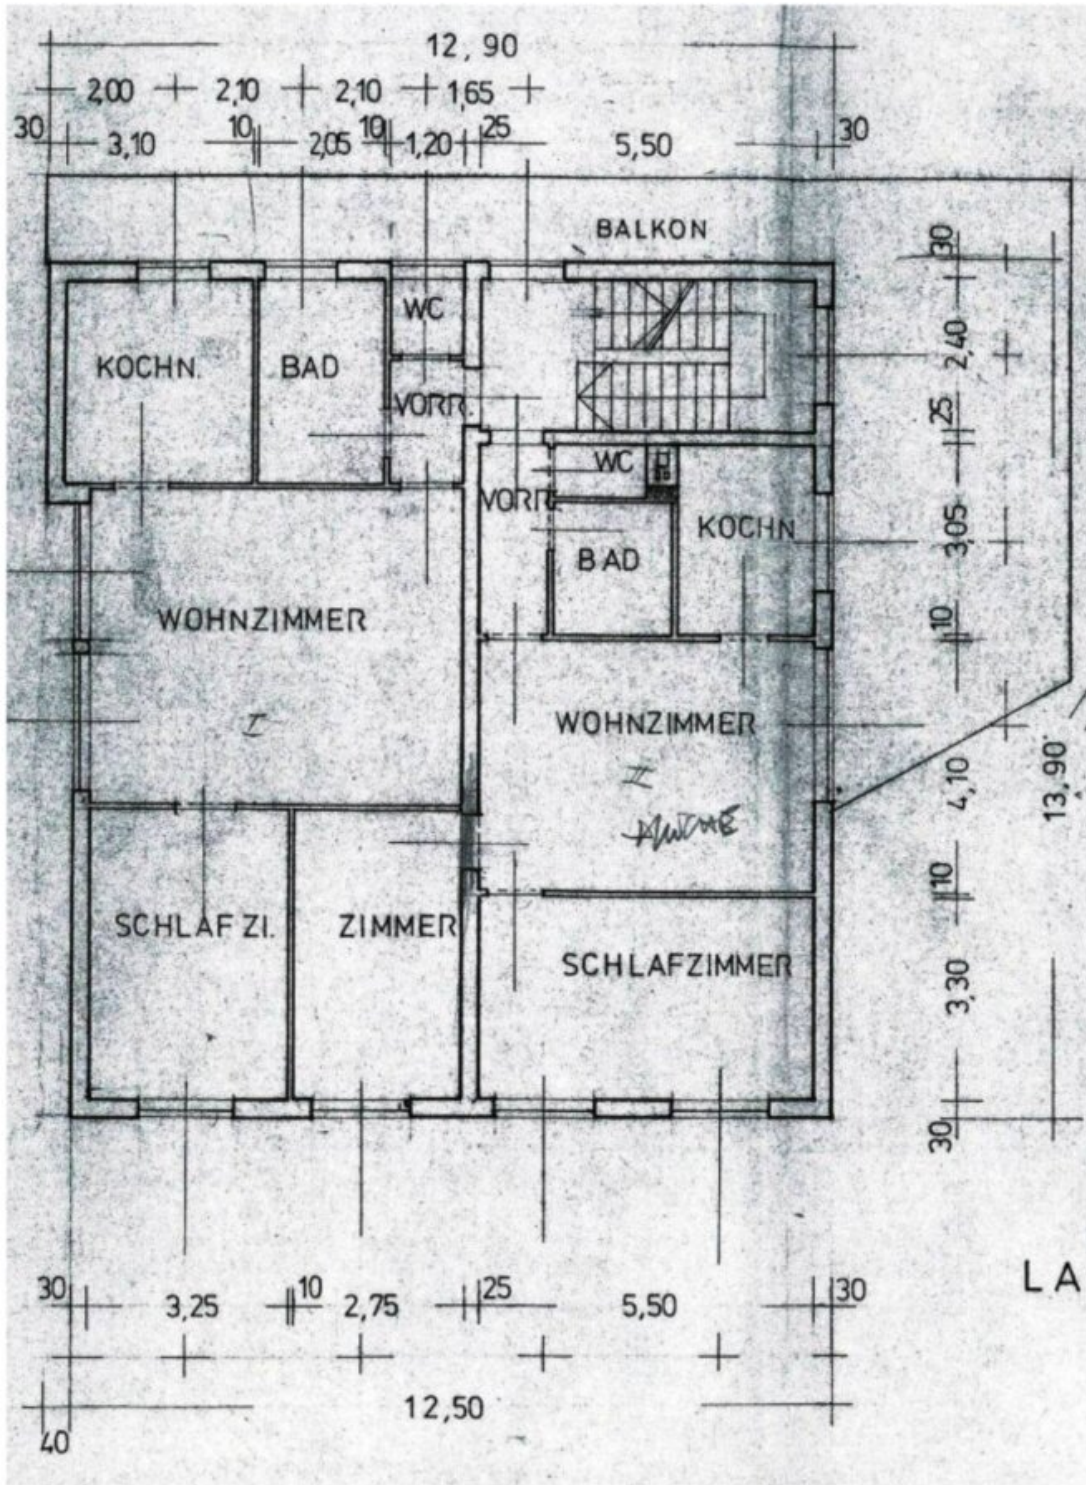 12,90
2,00 2,10 2,10 1,65
30 3,10 10 2,05 10 1,20 25 5,50 30
BALKON
30
WC
KOCHN. BAD
2,40
VORR.
25
WC
VORR.
KOCHN
3,05
BAD
WOHNZIMMER
10
I
WOHNZIMMER
II
4,10
13,90
10
SCHLAFZI. ZIMMER
SCHLAFZIMMER
3,30
30
LA
30 3,25 10 2,75 25 5,50 30
12,50
40